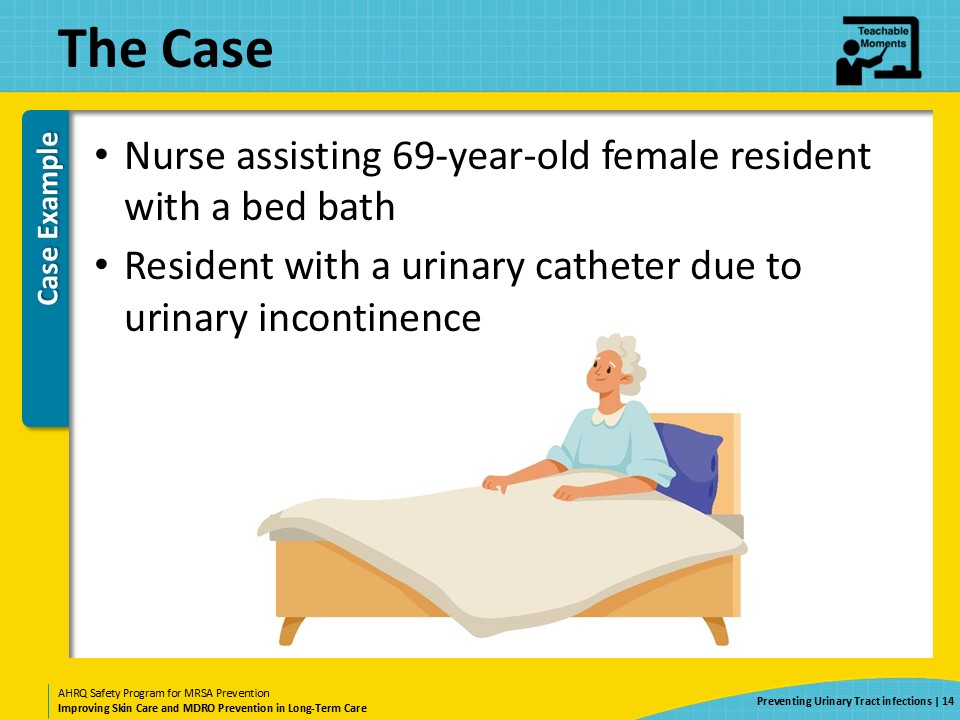 The Case
Teachable
Moments
Case Example
• Nurse assisting 69-year-old female resident
with a bed bath
• Resident with a urinary catheter due to
urinary incontinence
AHRQ Safety Program for MRSA Prevention
Improving Skin Care and MDRO Prevention in Long-Term Care
Preventing Urinary Tract infections | 14